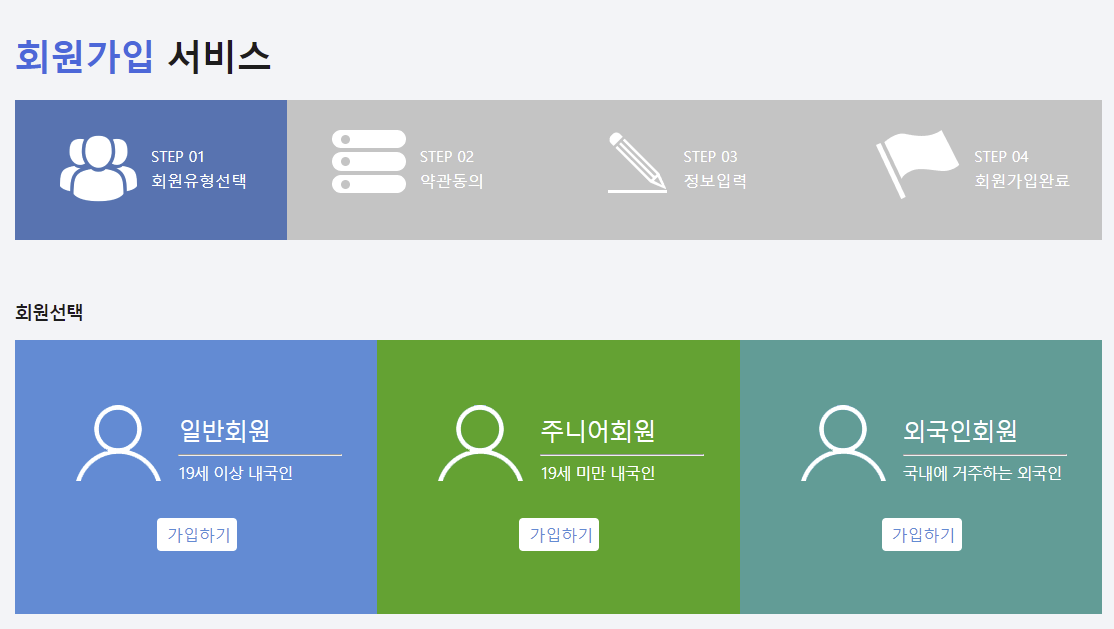 회원가입 서비스
STEP 01
회원유형선택
STEP 02
약관동의
STEP 03
정보입력
STEP 04
회원가입완료
회원선택
일반회원
19세 이상 내국인
가입하기
주니어회원
19세 미만 내국인
가입하기
외국인회원
국내에 거주하는 외국인
가입하기